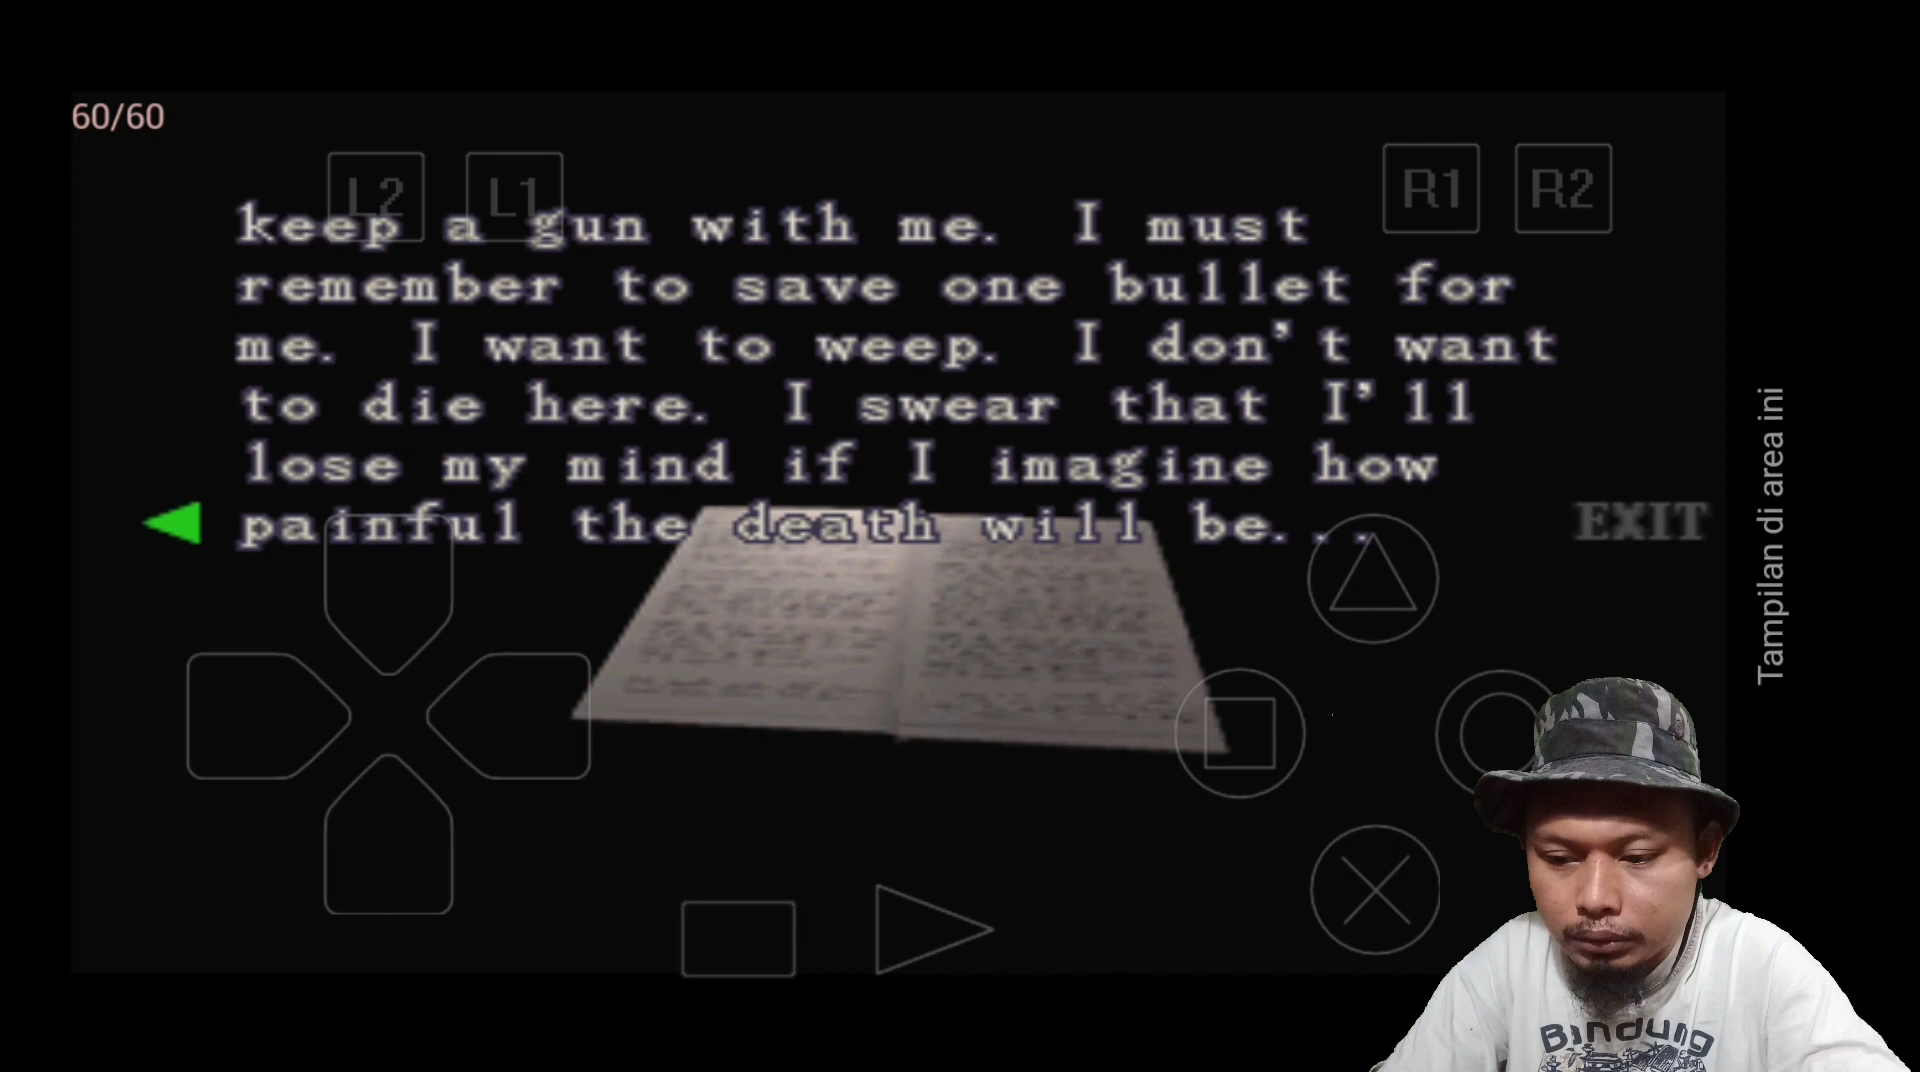 60/60
L2 L1 R1 R2
keep a gun with me. I must
remember to save one bullet for
me. I want to weep. I don't want
to die here. I swear that I'll
lose my mind if I imagine how
painful the death will be...
EXIT
Tampilan di area ini
Bandung